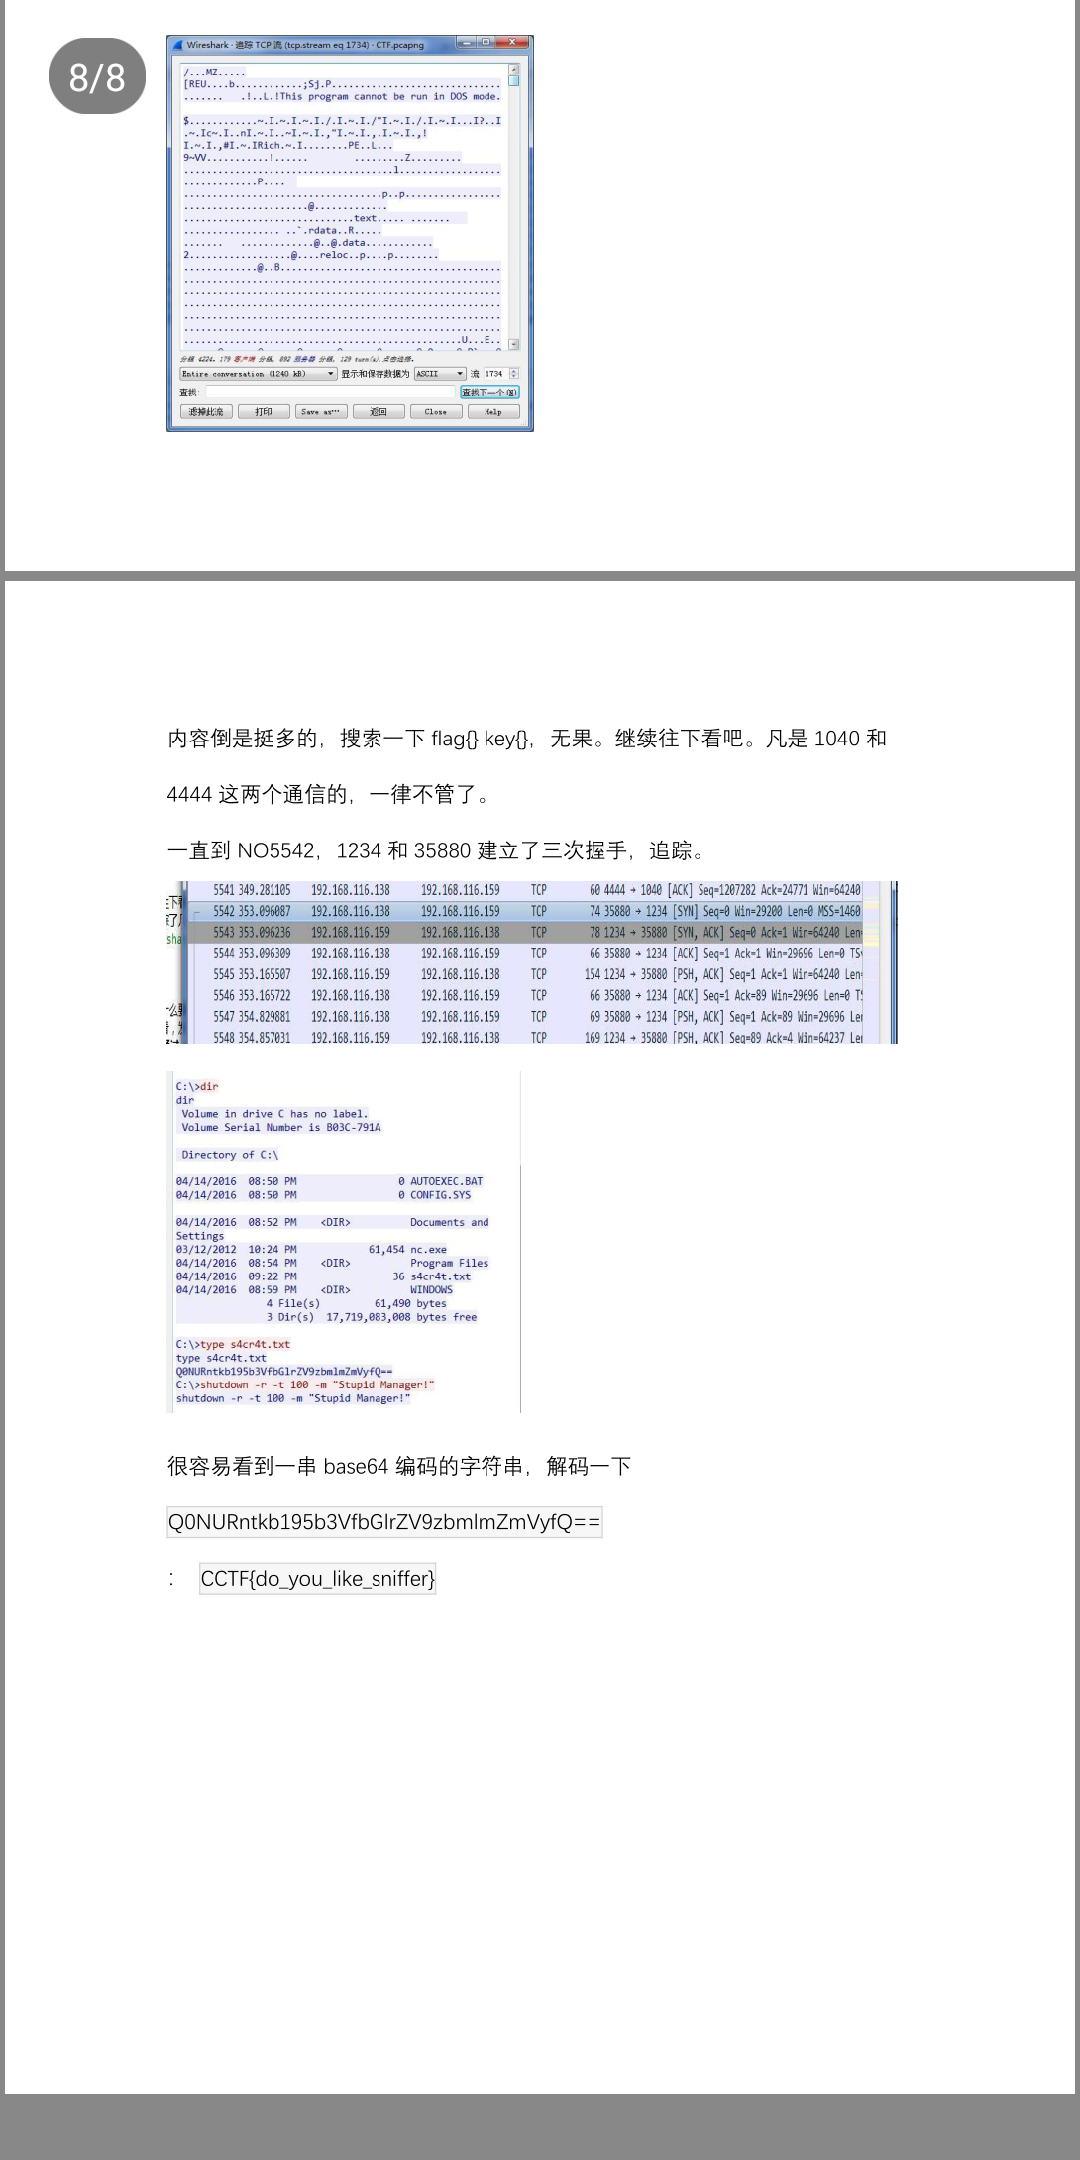 8/8
Wireshark · 追踪 TCP 流 (tcp.stream eq 1734) · CTF.pcapng
/...MZ.....
[REU....b...........;Sj.P..............................
....... .!..L.!This program cannot be run in DOS mode.
分组 4224. 179 客户端 分组, 892 服务器 分组, 129 turn(s).点击选择.
Entire conversation (1240 kB) 显示和保存数据为 ASCII 流 1734
查找: 查找下一个(N)
滤掉此流 打印 Save as… 返回 Close Help
内容倒是挺多的，搜索一下 flag{} key{}，无果。继续往下看吧。凡是 1040 和
4444 这两个通信的，一律不管了。
一直到 NO5542，1234 和 35880 建立了三次握手，追踪。
5541 349.281105 192.168.116.138 192.168.116.159 TCP 60 4444 → 1040 [ACK] Seq=1207282 Ack=24771 Win=64240
5542 353.096087 192.168.116.138 192.168.116.159 TCP 74 35880 → 1234 [SYN] Seq=0 Win=29200 Len=0 MSS=1460
5543 353.096236 192.168.116.159 192.168.116.138 TCP 78 1234 → 35880 [SYN, ACK] Seq=0 Ack=1 Win=64240 Len=
5544 353.096309 192.168.116.138 192.168.116.159 TCP 66 35880 → 1234 [ACK] Seq=1 Ack=1 Win=29696 Len=0 TS
5545 353.165507 192.168.116.159 192.168.116.138 TCP 154 1234 → 35880 [PSH, ACK] Seq=1 Ack=1 Win=64240 Len=
5546 353.165722 192.168.116.138 192.168.116.159 TCP 66 35880 → 1234 [ACK] Seq=1 Ack=89 Win=29696 Len=0 T
5547 354.829881 192.168.116.138 192.168.116.159 TCP 69 35880 → 1234 [PSH, ACK] Seq=1 Ack=89 Win=29696 Le
5548 354.857031 192.168.116.159 192.168.116.138 TCP 169 1234 → 35880 [PSH, ACK] Seq=89 Ack=4 Win=64237 Le
C:\>dir
dir
Volume in drive C has no label.
Volume Serial Number is B03C-791A
Directory of C:\
04/14/2016 08:50 PM 0 AUTOEXEC.BAT
04/14/2016 08:50 PM 0 CONFIG.SYS
04/14/2016 08:52 PM <DIR> Documents and
Settings
03/12/2012 10:24 PM 61,454 nc.exe
04/14/2016 08:54 PM <DIR> Program Files
04/14/2016 09:22 PM 36 s4cr4t.txt
04/14/2016 08:59 PM <DIR> WINDOWS
4 File(s) 61,490 bytes
3 Dir(s) 17,719,083,008 bytes free
C:\>type s4cr4t.txt
type s4cr4t.txt
Q0NURntkb195b3VfbGlrZV9zbmlmZmVyfQ==
C:\>shutdown -r -t 100 -m "Stupid Manager!"
shutdown -r -t 100 -m "Stupid Manager!"
很容易看到一串 base64 编码的字符串，解码一下
Q0NURntkb195b3VfbGlrZV9zbmlmZmVyfQ==
: CCTF{do_you_like_sniffer}